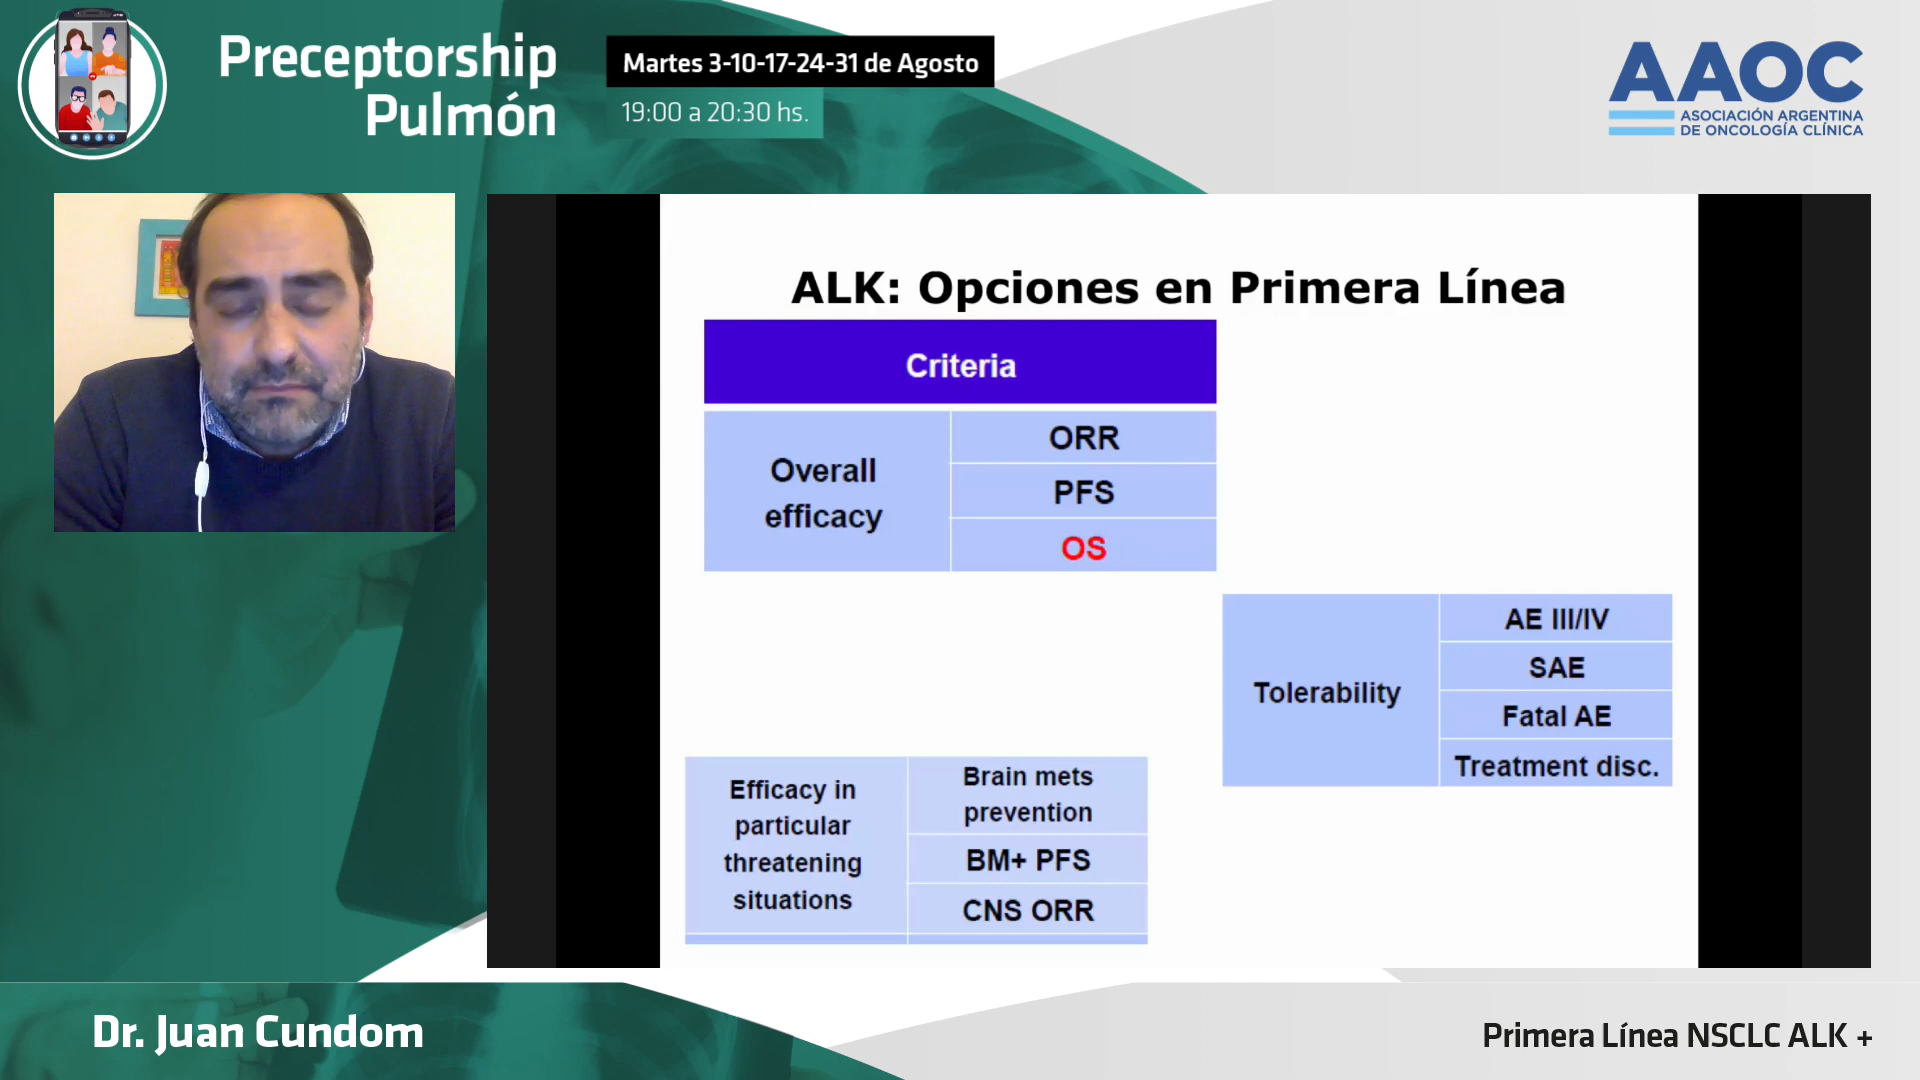 Preceptorship
Pulmón
Martes 3-10-17-24-31 de Agosto
19:00 a 20:30 hs.
AAOC
ASOCIACIÓN ARGENTINA
DE ONCOLOGÍA CLÍNICA
ALK: Opciones en Primera Línea
Criteria
Overall
efficacy
ORR
PFS
OS
Tolerability
AE III/IV
SAE
Fatal AE
Treatment disc.
Efficacy in
particular
threatening
situations
Brain mets
prevention
BM+ PFS
CNS ORR
Dr. Juan Cundom
Primera Línea NSCLC ALK +